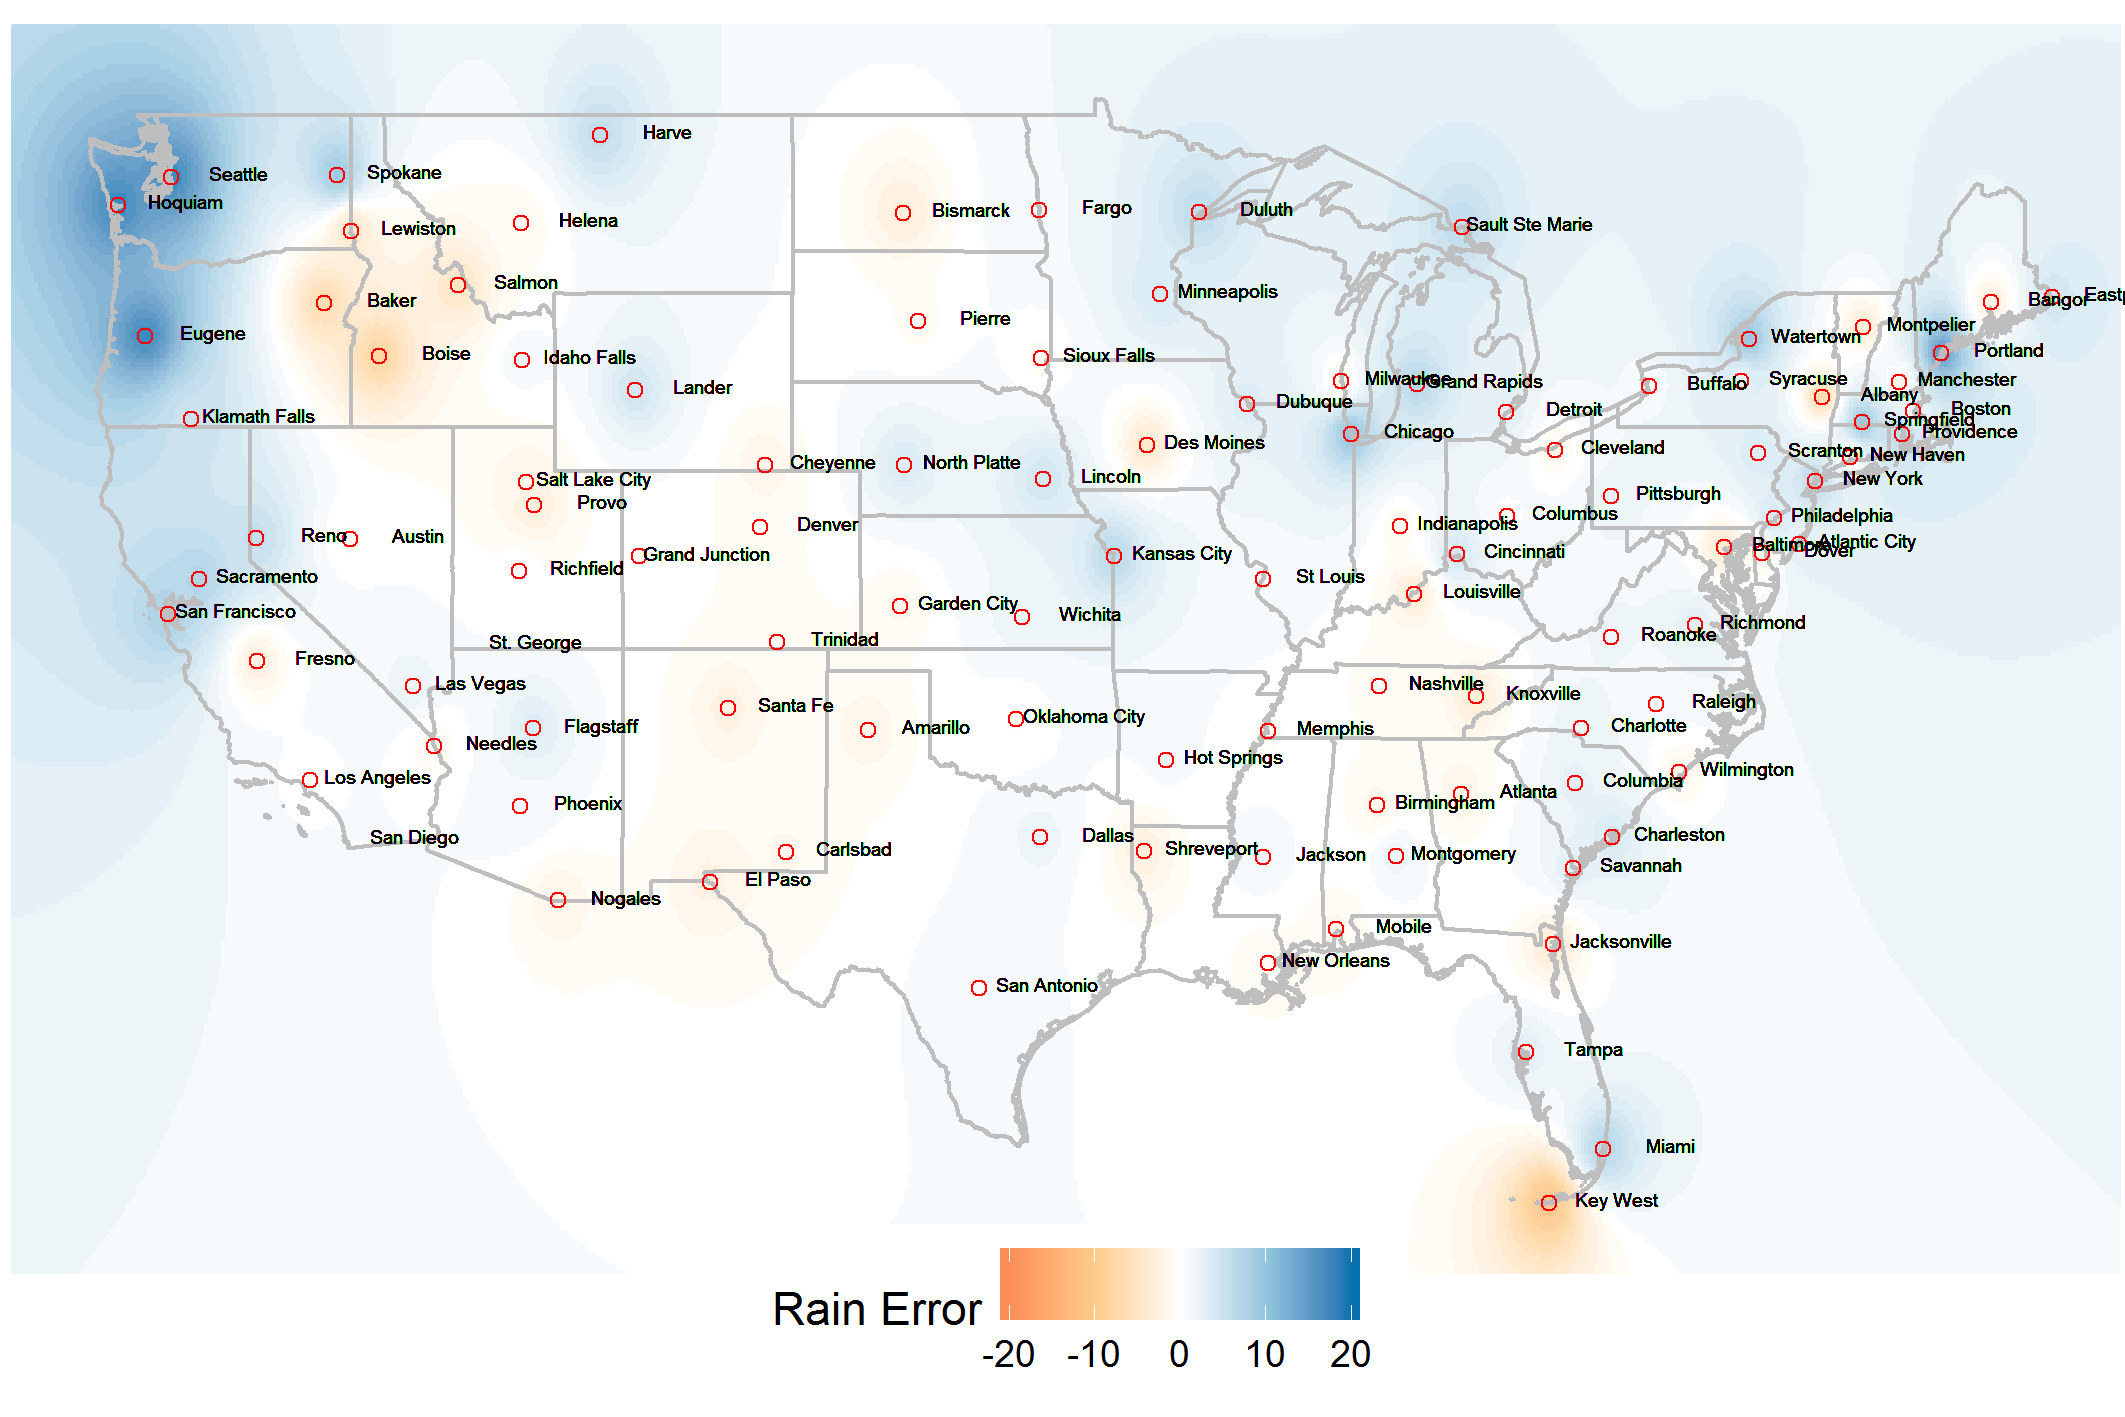 Harve
Seattle
Spokane
Hoquiam
Lewiston
Helena
Bismarck
Fargo
Duluth
Sault Ste Marie
Salmon
Baker
Minneapolis
Bangor
Pierre
Montpelier
Eugene
Watertown
Portland
Boise
Idaho Falls
Sioux Falls
Lander
Milwaukee
Grand Rapids
Buffalo
Syracuse
Manchester
Albany
Dubuque
Detroit
Boston
Klamath Falls
Springfield
Chicago
Providence
Des Moines
Cleveland
Scranton
New Haven
Cheyenne
North Platte
Lincoln
Salt Lake City
New York
Provo
Pittsburgh
Columbus
Philadelphia
Denver
Indianapolis
Reno
Austin
Atlantic City
Baltimore
Dover
Grand Junction
Kansas City
Cincinnati
Richfield
Sacramento
St Louis
Louisville
San Francisco
Garden City
Wichita
Richmond
Roanoke
Trinidad
St. George
Fresno
Las Vegas
Nashville
Knoxville
Santa Fe
Raleigh
Flagstaff
Amarillo
Oklahoma City
Memphis
Charlotte
Needles
Hot Springs
Wilmington
Los Angeles
Columbia
Atlanta
Phoenix
Birmingham
San Diego
Dallas
Charleston
Carlsbad
Shreveport
Jackson
Montgomery
Savannah
El Paso
Nogales
Mobile
Jacksonville
New Orleans
San Antonio
Tampa
Miami
Key West
Rain Error
-20 -10 0 10 20